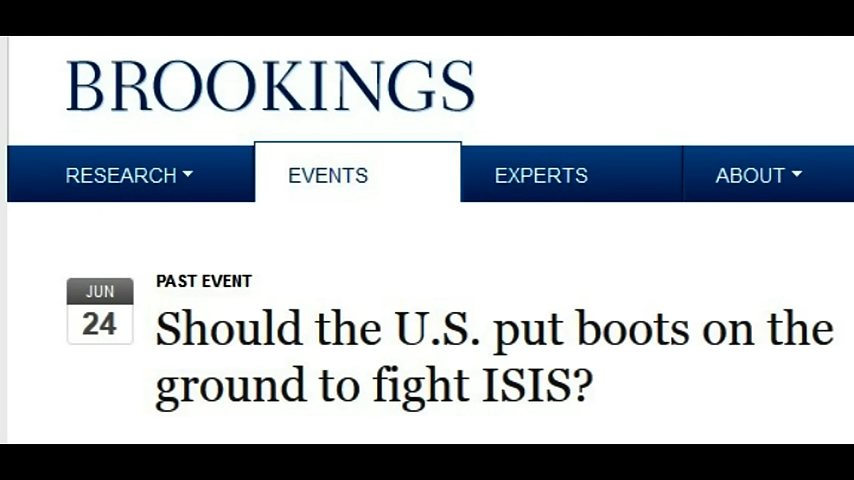 BROOKINGS
RESEARCH EVENTS EXPERTS ABOUT
JUN
24
PAST EVENT
Should the U.S. put boots on the
ground to fight ISIS?